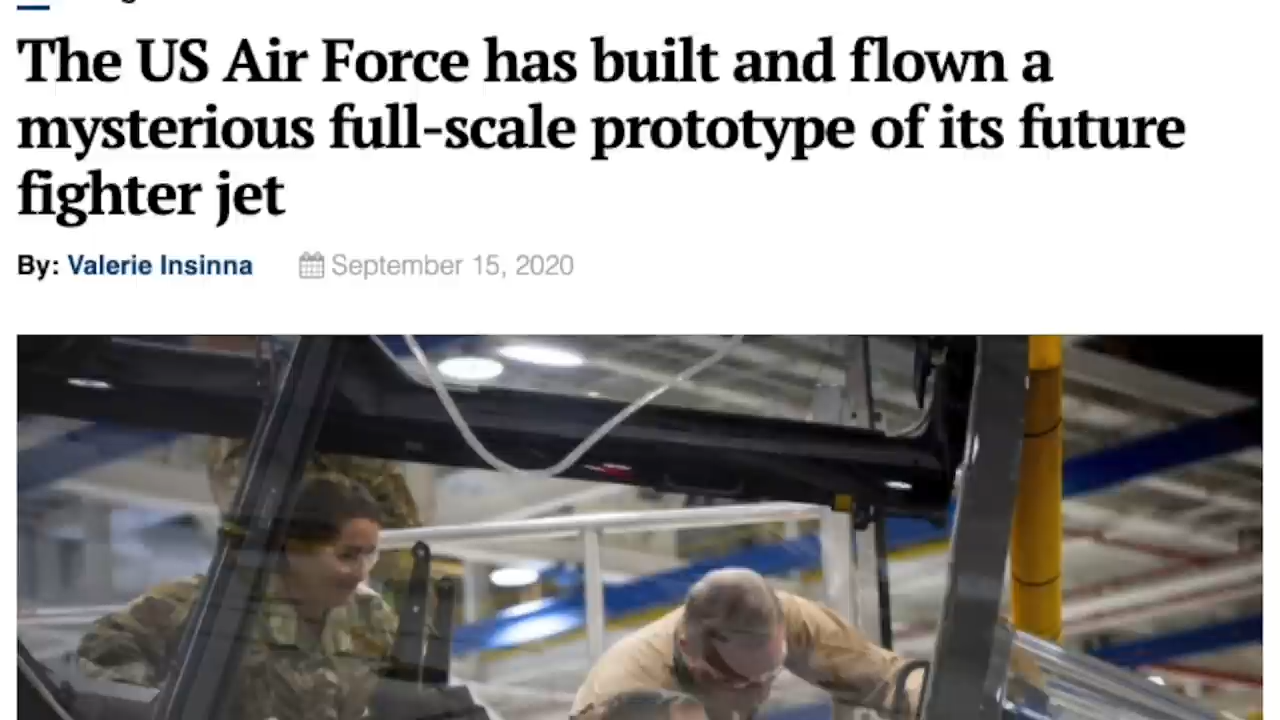 The US Air Force has built and flown a
mysterious full-scale prototype of its future
fighter jet
By: Valerie Insinna September 15, 2020